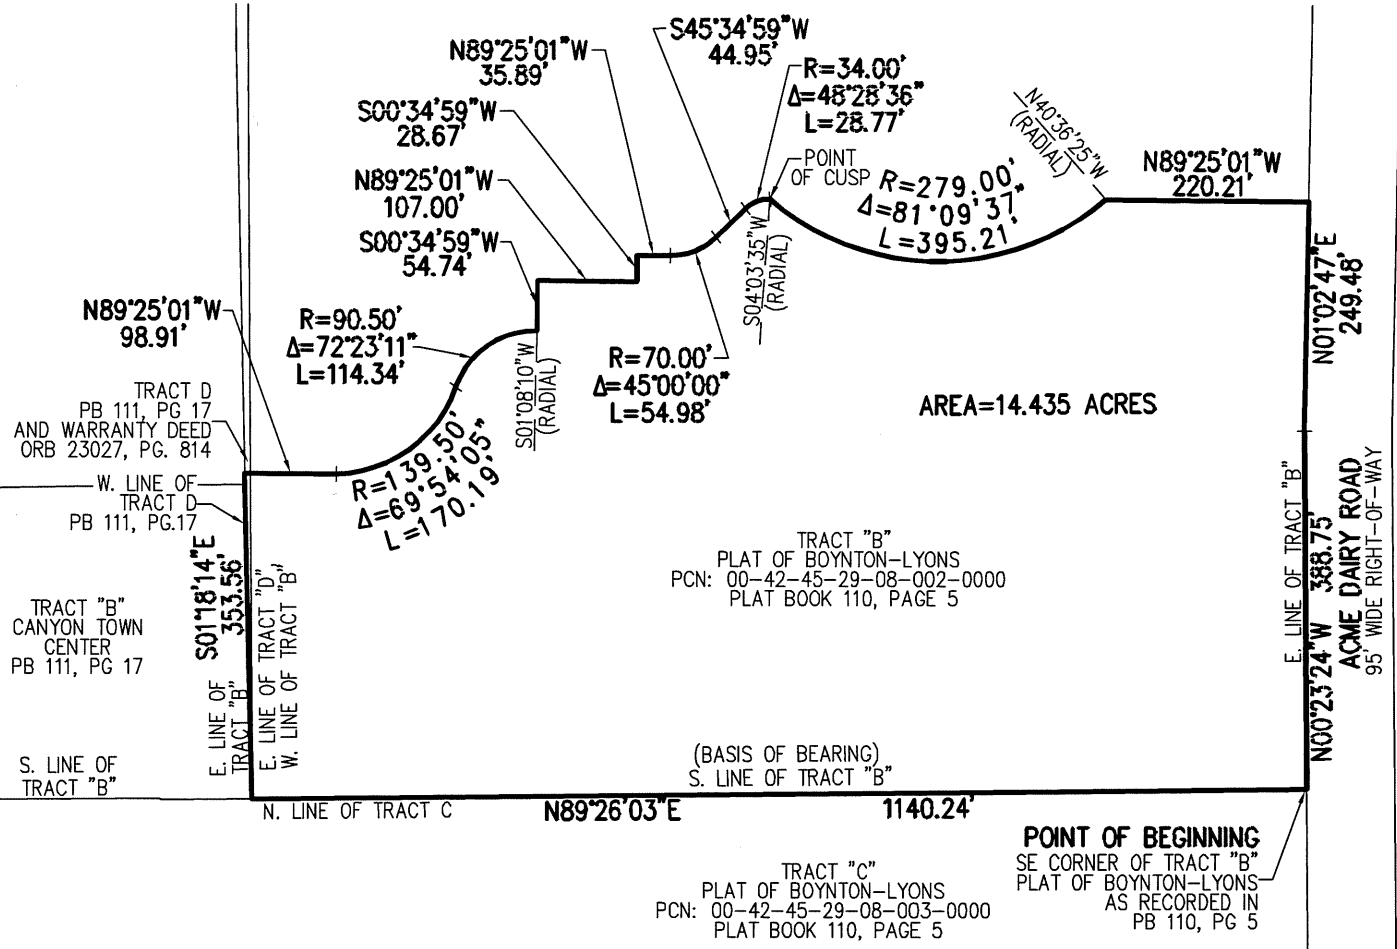 S45°34'59"W
44.95'
N89°25'01"W
35.89'
R=34.00'
Δ=48°28'36"
L=28.77'
S00°34'59"W
28.67'
N40°36'25"W
(RADIAL)
POINT
OF CUSP
N89°25'01"W
220.21'
N89°25'01"W
107.00'
R=279.00'
Δ=81°09'37"
L=395.21'
S00°34'59"W
54.74'
S04°03'35"W
(RADIAL)
N01°02'47"E
249.48'
N89°25'01"W
98.91'
R=90.50'
Δ=72°23'11"
L=114.34'
S01°08'10"W
(RADIAL)
R=70.00'
Δ=45°00'00"
L=54.98'
AREA=14.435 ACRES
TRACT D
PB 111, PG 17
AND WARRANTY DEED
ORB 23027, PG. 814
R=139.50'
Δ=69°54'05"
L=170.19'
W. LINE OF
TRACT D
PB 111, PG.17
S01°18'14"E
353.56'
E. LINE OF TRACT "D"
W. LINE OF TRACT "B"
TRACT "B"
PLAT OF BOYNTON-LYONS
PCN: 00-42-45-29-08-002-0000
PLAT BOOK 110, PAGE 5
E. LINE OF TRACT "B"
N00°23'24"W 388.75'
ACME DAIRY ROAD
95' WIDE RIGHT-OF-WAY
TRACT "B"
CANYON TOWN
CENTER
PB 111, PG 17
E. LINE OF
TRACT "B"
S. LINE OF
TRACT "B"
(BASIS OF BEARING)
S. LINE OF TRACT "B"
N. LINE OF TRACT C
N89°26'03"E 1140.24'
POINT OF BEGINNING
SE CORNER OF TRACT "B"
PLAT OF BOYNTON-LYONS
AS RECORDED IN
PB 110, PG 5
TRACT "C"
PLAT OF BOYNTON-LYONS
PCN: 00-42-45-29-08-003-0000
PLAT BOOK 110, PAGE 5